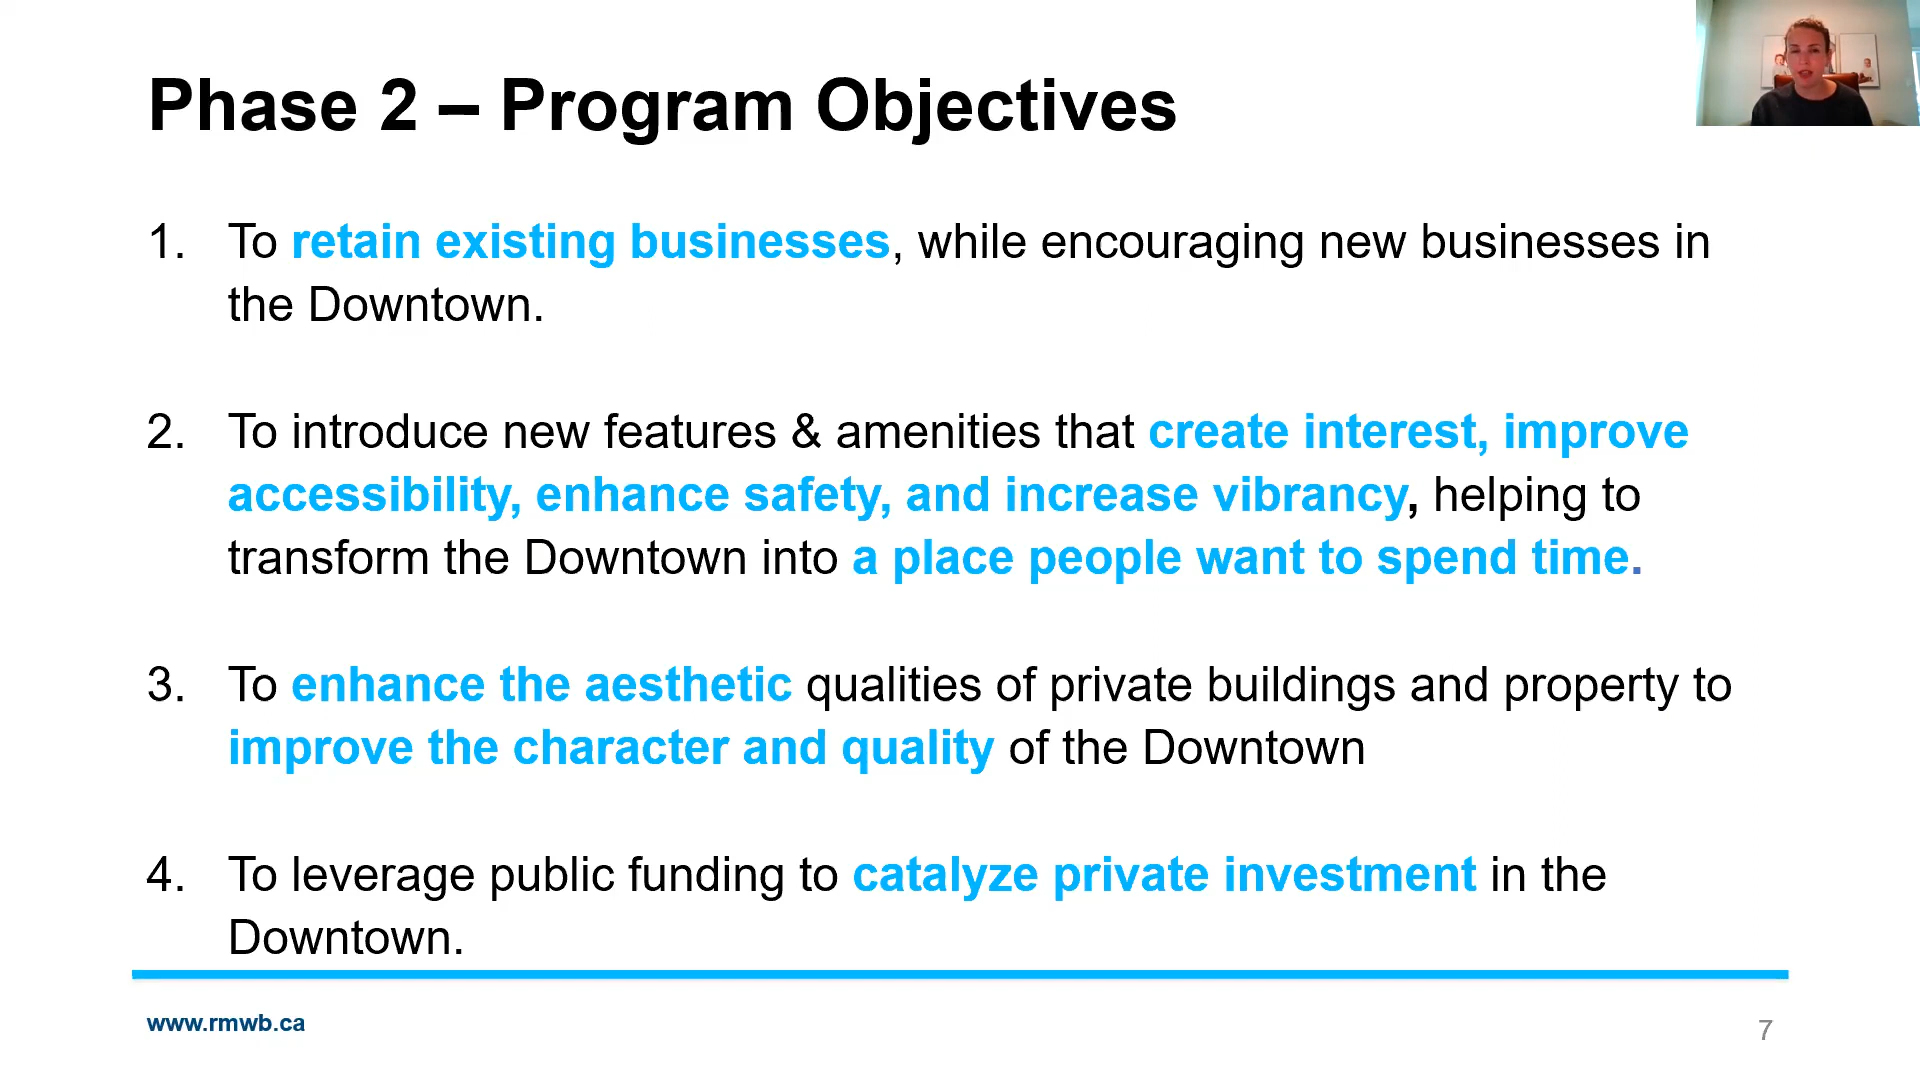 Phase 2 – Program Objectives
1. To retain existing businesses, while encouraging new businesses in
the Downtown.
2. To introduce new features & amenities that create interest, improve
accessibility, enhance safety, and increase vibrancy, helping to
transform the Downtown into a place people want to spend time.
3. To enhance the aesthetic qualities of private buildings and property to
improve the character and quality of the Downtown
4. To leverage public funding to catalyze private investment in the
Downtown.
www.rmwb.ca
7